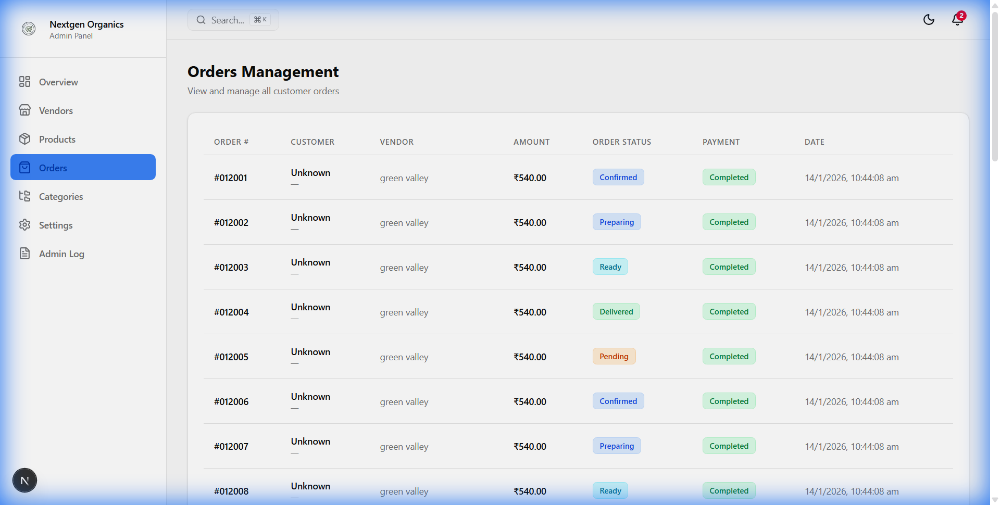 Nextgen Organics
Admin Panel
Search... ⌘ K
2
Overview
Vendors
Products
Orders
Categories
Settings
Admin Log
N
Orders Management
View and manage all customer orders
ORDER # CUSTOMER VENDOR AMOUNT ORDER STATUS PAYMENT DATE
#012001 Unknown — green valley ₹540.00 Confirmed Completed 14/1/2026, 10:44:08 am
#012002 Unknown — green valley ₹540.00 Preparing Completed 14/1/2026, 10:44:08 am
#012003 Unknown — green valley ₹540.00 Ready Completed 14/1/2026, 10:44:08 am
#012004 Unknown — green valley ₹540.00 Delivered Completed 14/1/2026, 10:44:08 am
#012005 Unknown — green valley ₹540.00 Pending Completed 14/1/2026, 10:44:08 am
#012006 Unknown — green valley ₹540.00 Confirmed Completed 14/1/2026, 10:44:08 am
#012007 Unknown — green valley ₹540.00 Preparing Completed 14/1/2026, 10:44:08 am
#012008 Unknown — green valley ₹540.00 Ready Completed 14/1/2026, 10:44:08 am